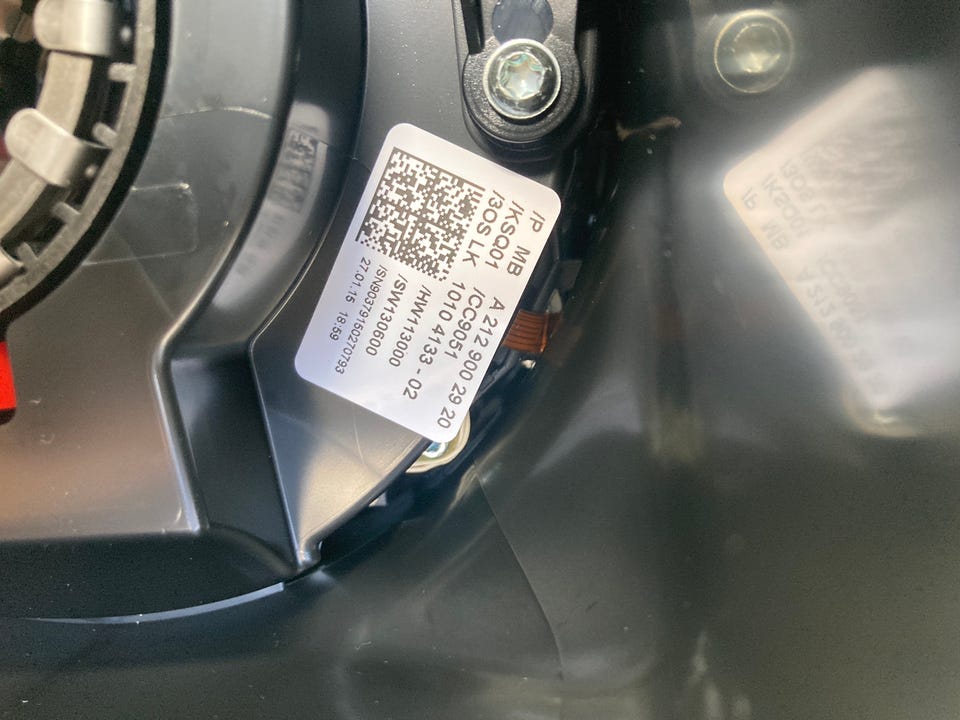 /P MB A 212 900 29 20
/KSQ01 /CC9051
/3OS LK 1010 4133 - 02
/HW113000
/SW130600
/SN90379150270793
27.01.15 18:59